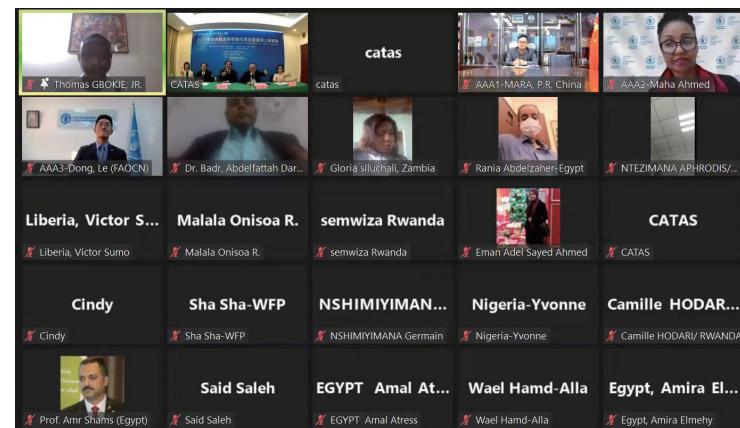 Thomas GBOKIE, JR.
CATAS
catas
catas
AAA1-MARA, P.R. China
AAA2-Maha Ahmed
AAA3-Dong, Le (FAOCN)
Dr. Badr, Abdelfattah Dar...
Gloria siluchali, Zambia
Rania Abdelzaher-Egypt
NTEZIMANA APHRODIS/...
Liberia, Victor S...
Liberia, Victor Sumo
Malala Onisoa R.
Malala Onisoa R.
semwiza Rwanda
semwiza Rwanda
Eman Adel Sayed Ahmed
CATAS
CATAS
Cindy
Cindy
Sha Sha-WFP
Sha Sha-WFP
NSHIMIYIMAN...
NSHIMIYIMANA Germain
Nigeria-Yvonne
Nigeria-Yvonne
Camille HODAR...
Camille HODARI/ RWANDA
Prof. Amr Shams (Egypt)
Said Saleh
Said Saleh
EGYPT Amal At...
EGYPT Amal Atress
Wael Hamd-Alla
Wael Hamd-Alla
Egypt, Amira El...
Egypt, Amira Elmehy